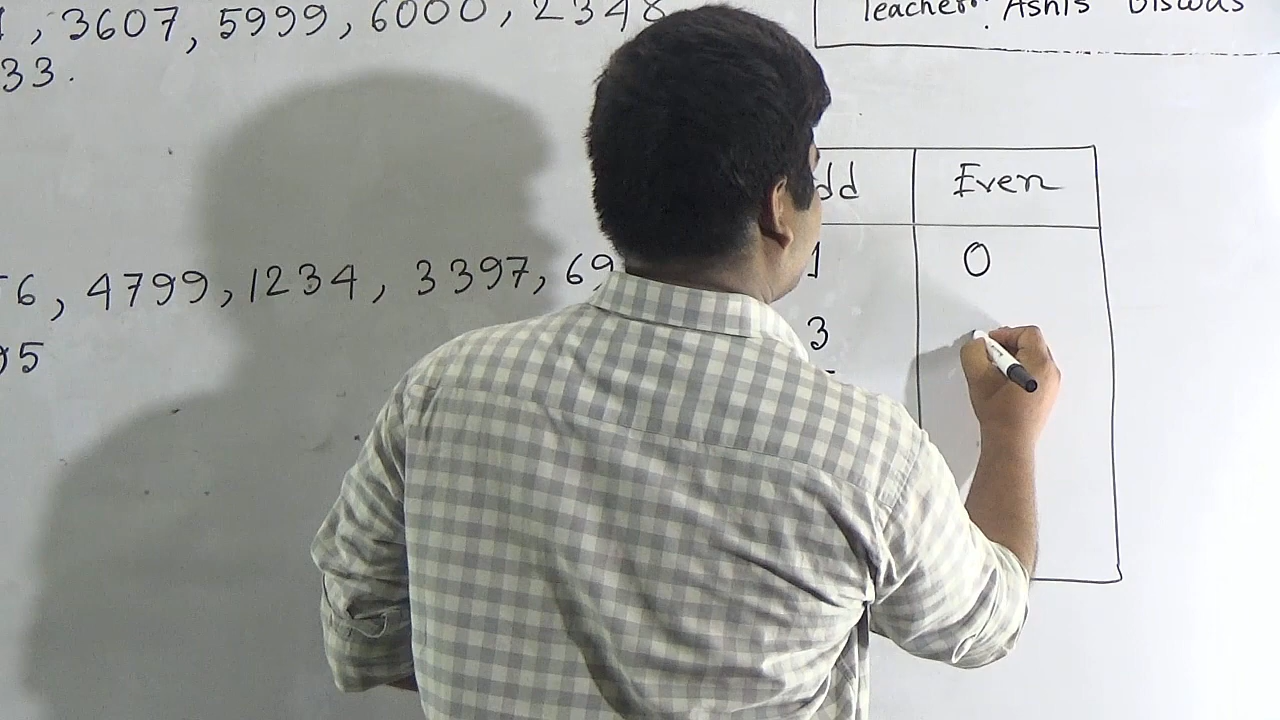 , 3607, 5999, 6000, 2348
33.
Teacher: Ashis Biswas
dd Even
1 0
6, 4799, 1234, 3397, 69
3
5